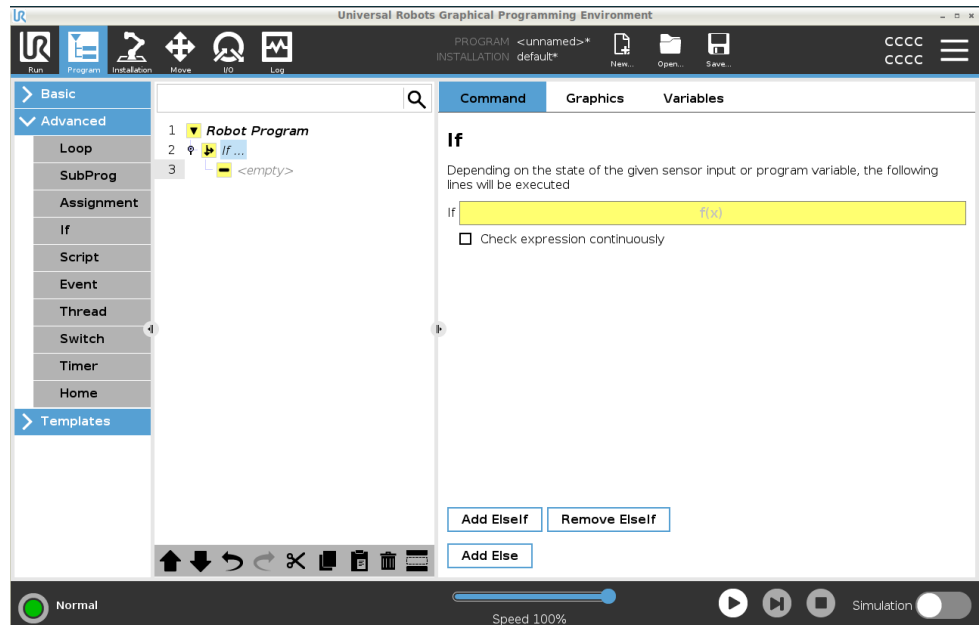 Universal Robots Graphical Programming Environment
Run
Program
Installation
Move
I/O
Log
PROGRAM <unnamed>*
INSTALLATION default*
New...
Open...
Save...
CCCC
CCCC
Basic
Advanced
Loop
SubProg
Assignment
If
Script
Event
Thread
Switch
Timer
Home
Templates
1 Robot Program
2 If ...
3 <empty>
Command Graphics Variables
If
Depending on the state of the given sensor input or program variable, the following
lines will be executed
If f(x)
Check expression continuously
Add ElseIf Remove ElseIf
Add Else
Normal
Speed 100%
Simulation